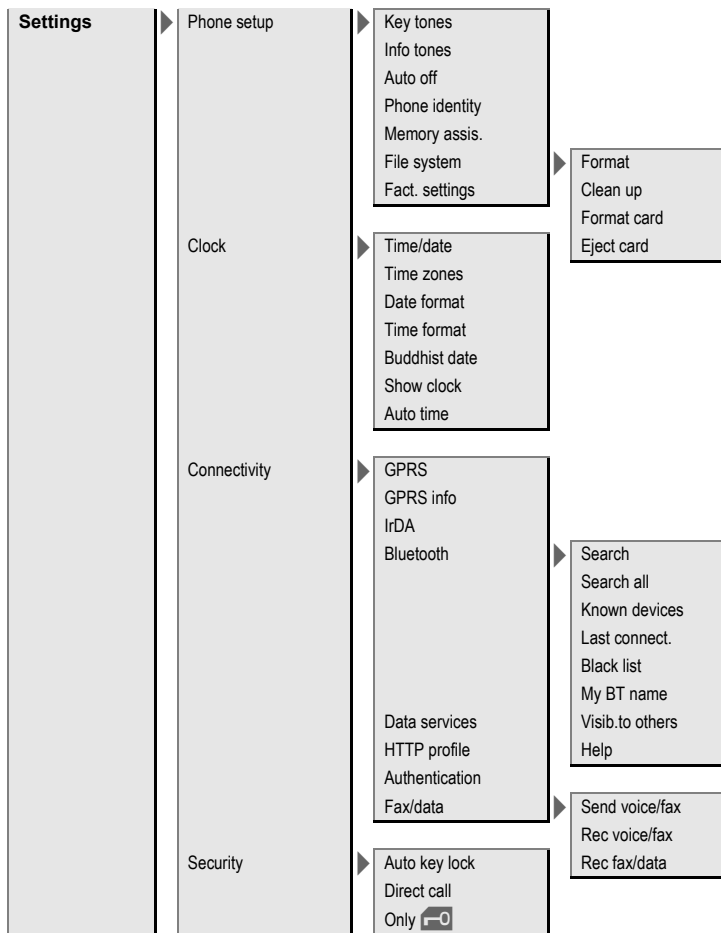 Settings
Phone setup
Key tones
Info tones
Auto off
Phone identity
Memory assis.
File system
Fact. settings
Format
Clean up
Format card
Eject card
Clock
Time/date
Time zones
Date format
Time format
Buddhist date
Show clock
Auto time
Connectivity
GPRS
GPRS info
IrDA
Bluetooth
Search
Search all
Known devices
Last connect.
Black list
My BT name
Visib.to others
Help
Data services
HTTP profile
Authentication
Fax/data
Send voice/fax
Rec voice/fax
Rec fax/data
Security
Auto key lock
Direct call
Only